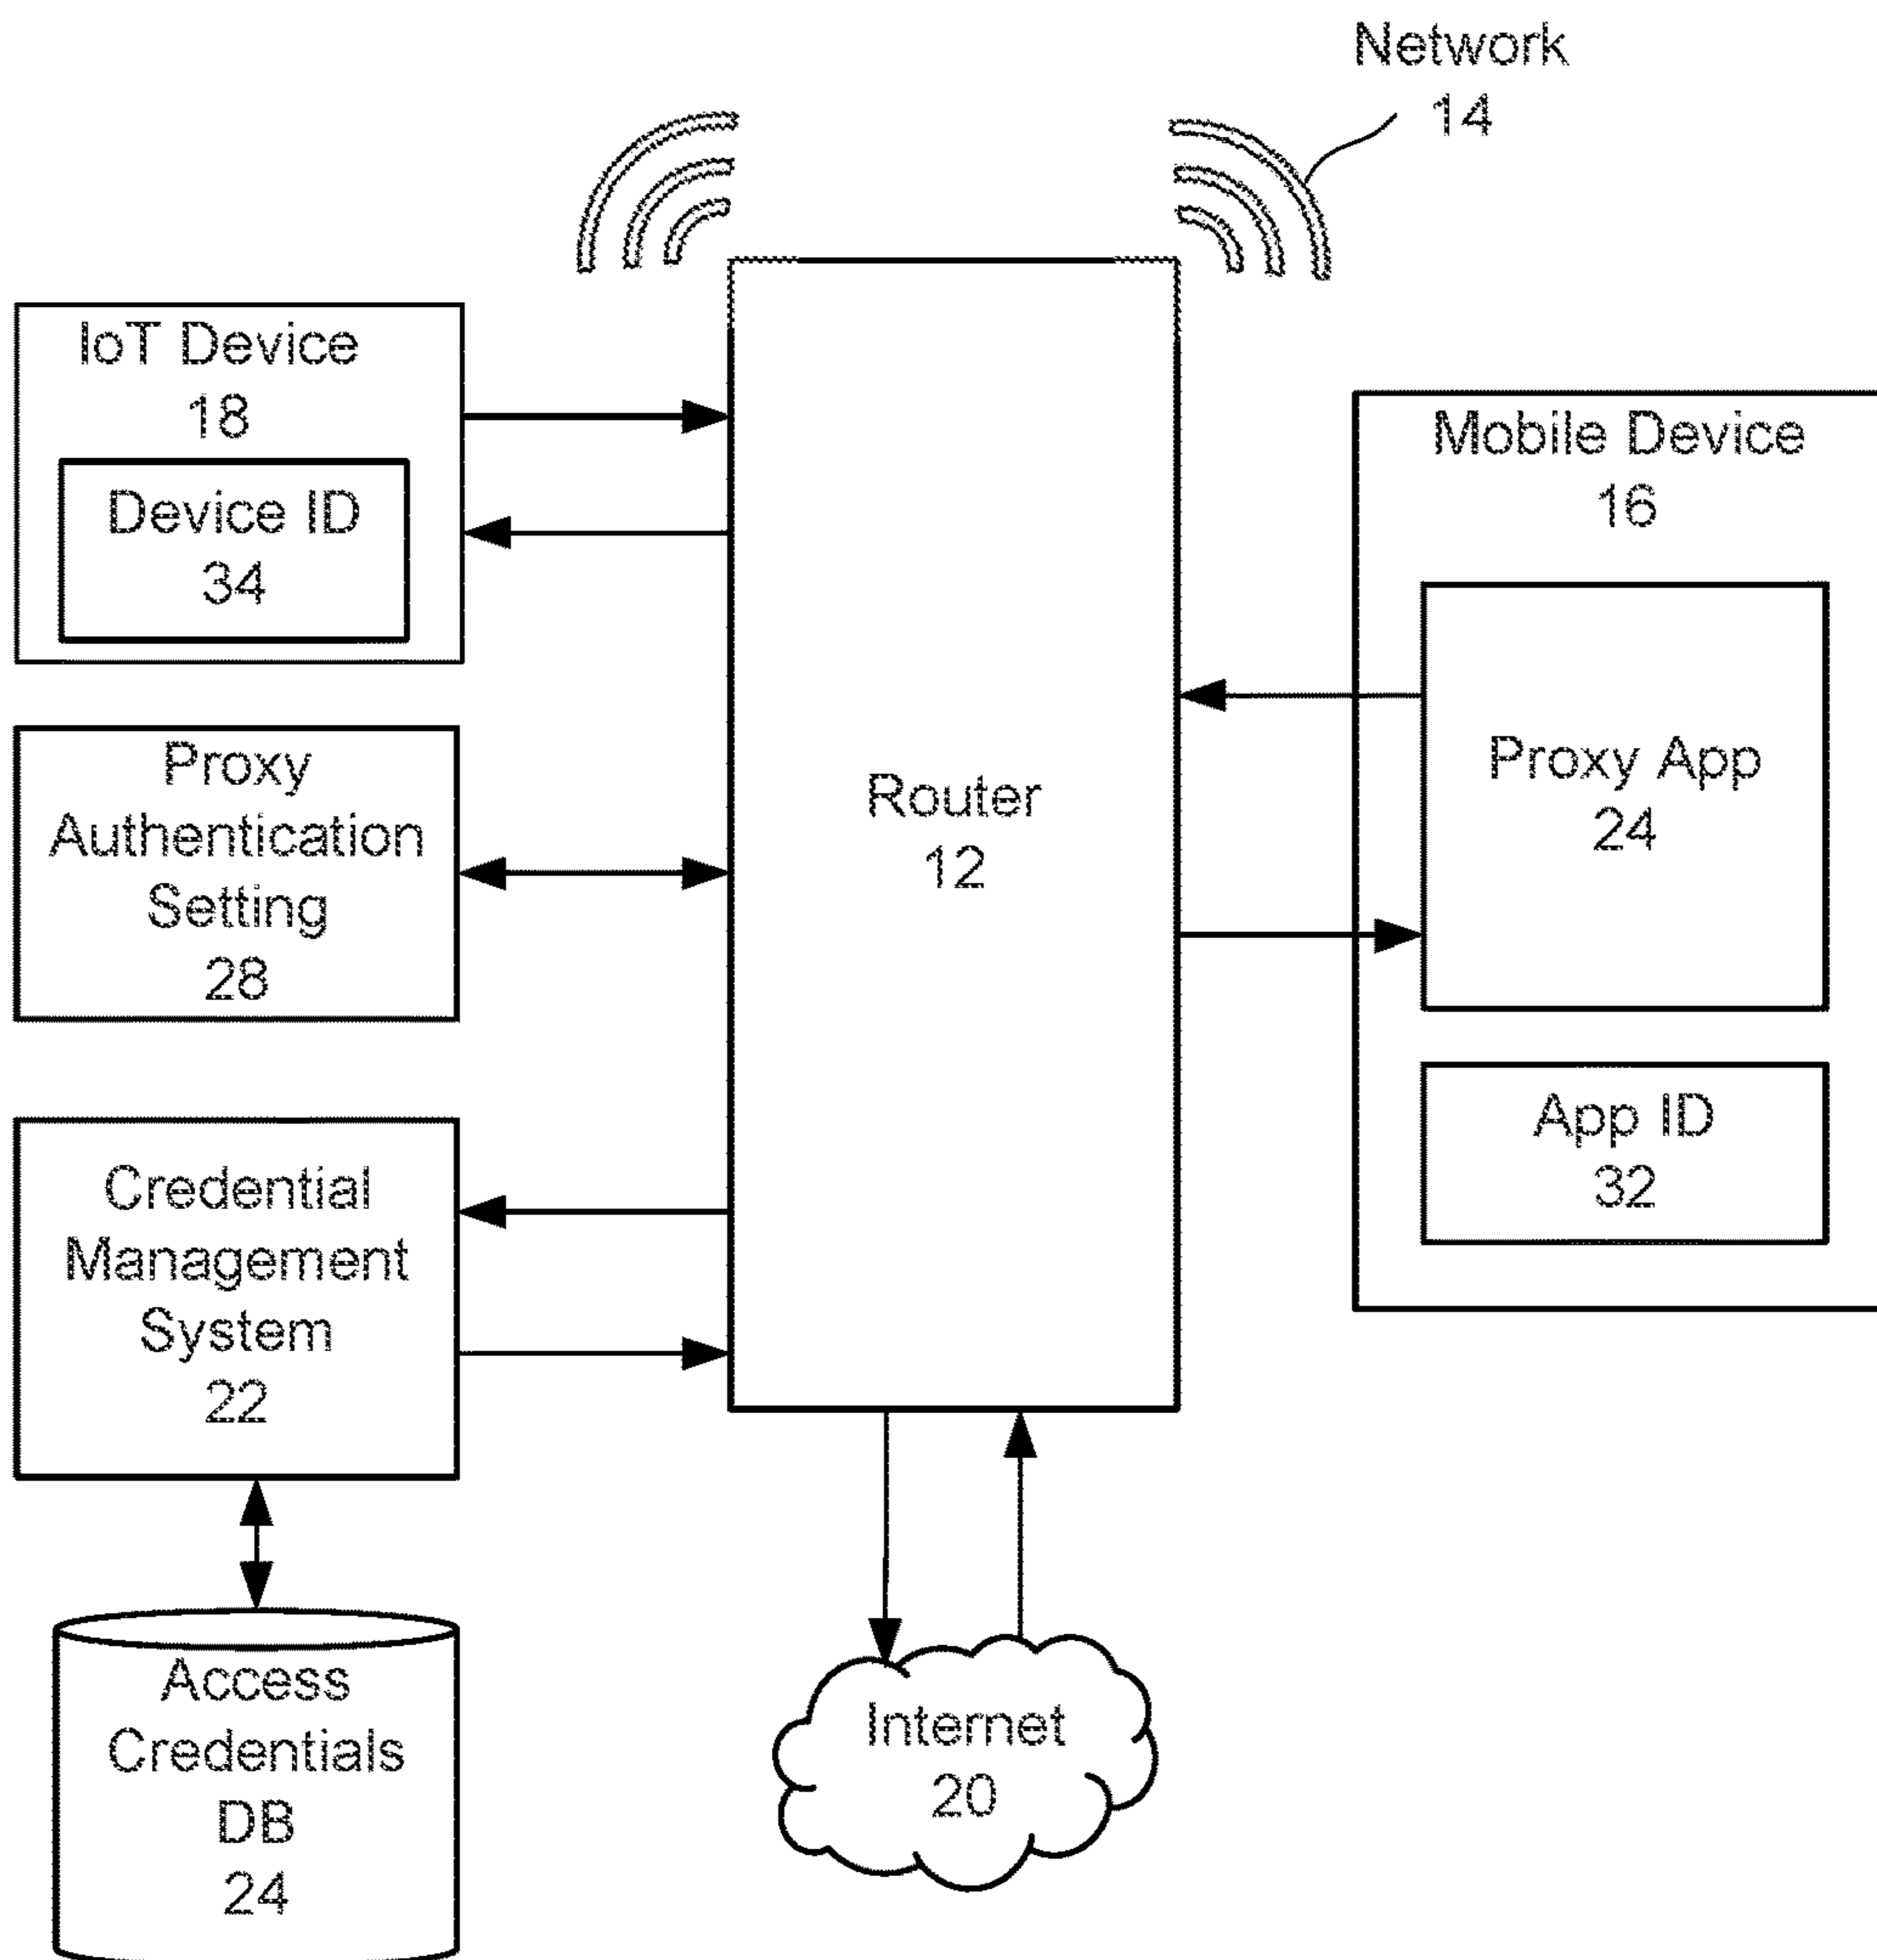 Network
14
IoT Device
18
Device ID
34
Proxy
Authentication
Setting
28
Credential
Management
System
22
Access
Credentials
DB
24
Router
12
Internet
20
Mobile Device
16
Proxy App
24
App ID
32